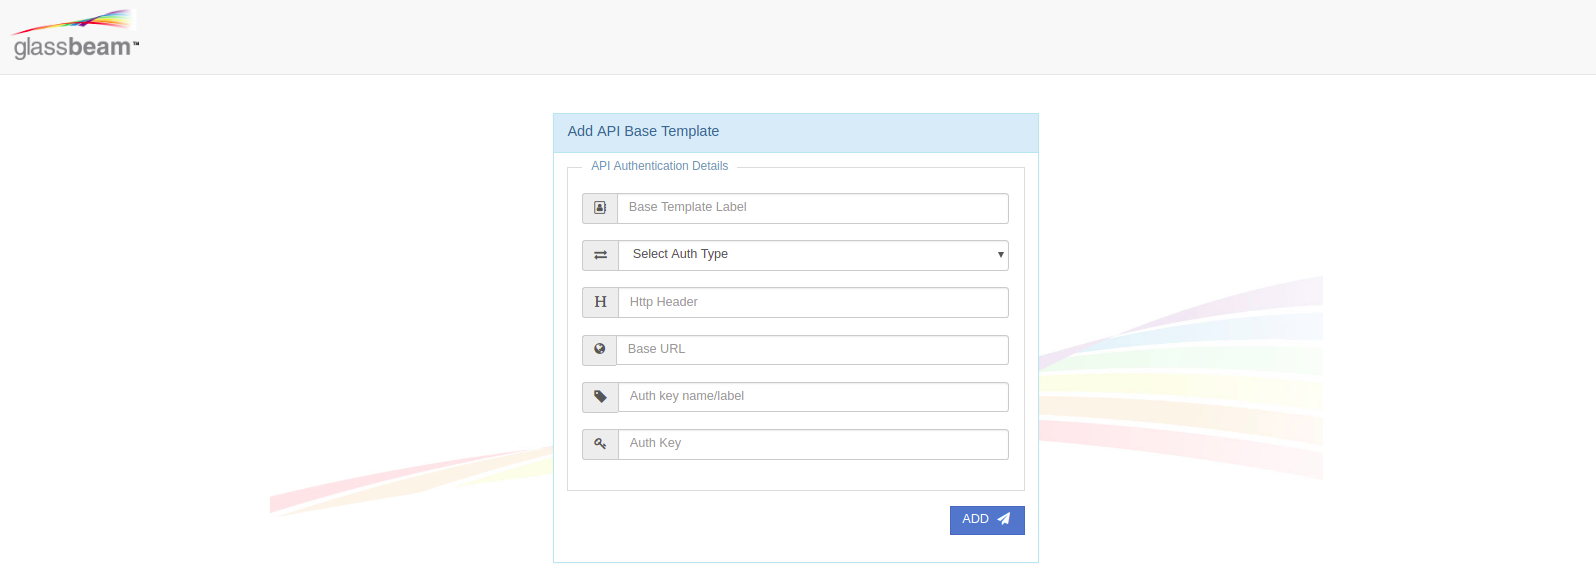 glassbeam™
Add API Base Template
API Authentication Details
Base Template Label
Select Auth Type
H
Http Header
Base URL
Auth key name/label
Auth Key
ADD